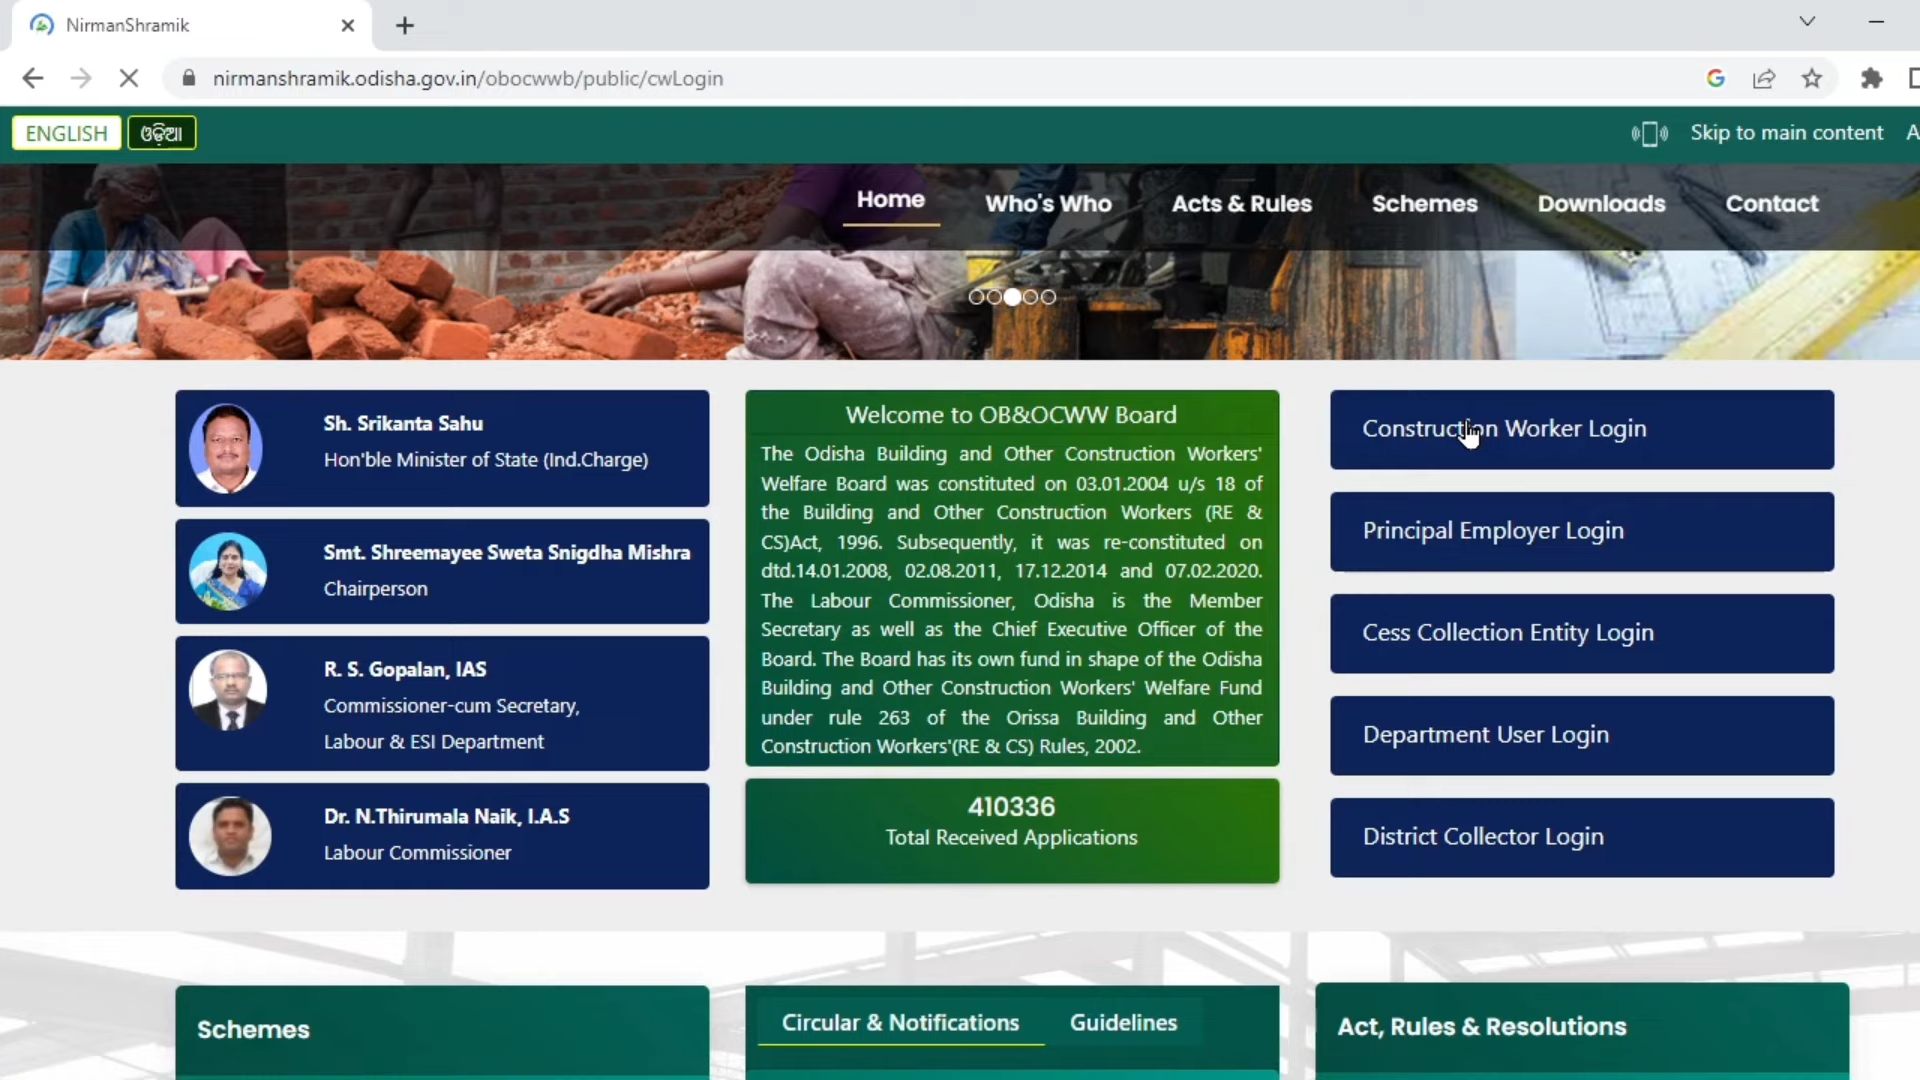 NirmanShramik
nirmanshramik.odisha.gov.in/obocwwb/public/cwLogin
ENGLISH
ଓଡ଼ିଆ
Skip to main content
A
Home
Who's Who
Acts & Rules
Schemes
Downloads
Contact
Sh. Srikanta Sahu
Hon'ble Minister of State (Ind.Charge)
Smt. Shreemayee Sweta Snigdha Mishra
Chairperson
R. S. Gopalan, IAS
Commissioner-cum Secretary,
Labour & ESI Department
Dr. N.Thirumala Naik, I.A.S
Labour Commissioner
Welcome to OB&OCWW Board
The Odisha Building and Other Construction Workers'
Welfare Board was constituted on 03.01.2004 u/s 18 of
the Building and Other Construction Workers (RE &
CS)Act, 1996. Subsequently, it was re-constituted on
dtd.14.01.2008, 02.08.2011, 17.12.2014 and 07.02.2020.
The Labour Commissioner, Odisha is the Member
Secretary as well as the Chief Executive Officer of the
Board. The Board has its own fund in shape of the Odisha
Building and Other Construction Workers' Welfare Fund
under rule 263 of the Orissa Building and Other
Construction Workers'(RE & CS) Rules, 2002.
410336
Total Received Applications
Construction Worker Login
Principal Employer Login
Cess Collection Entity Login
Department User Login
District Collector Login
Schemes
Circular & Notifications
Guidelines
Act, Rules & Resolutions